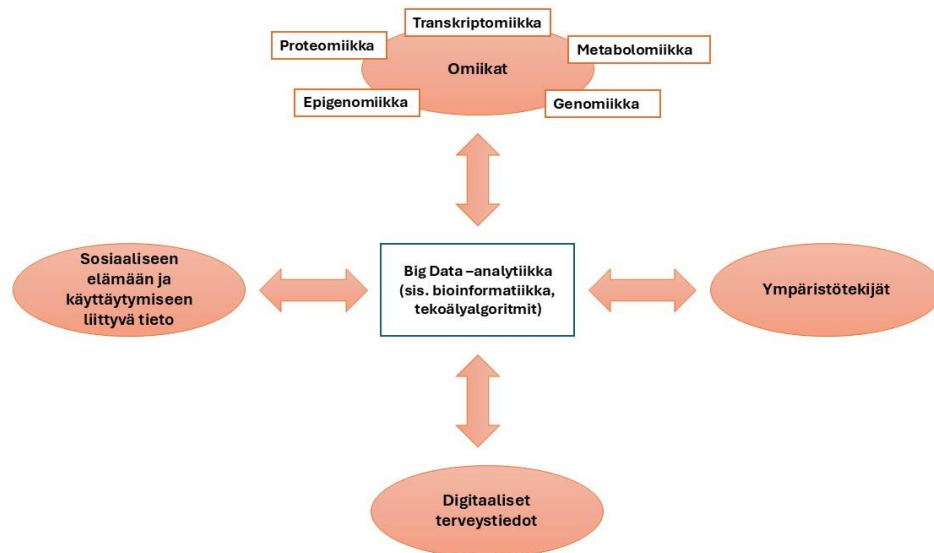 Transkriptomiikka
Proteomiikka
Metabolomiikka
Omiikat
Epigenomiikka
Genomiikka
Sosiaaliseen
elämään ja
käyttäytymiseen
liittyvä tieto
Big Data –analytiikka
(sis. bioinformatiikka,
tekoälyalgoritmit)
Ympäristötekijät
Digitaaliset
terveystiedot